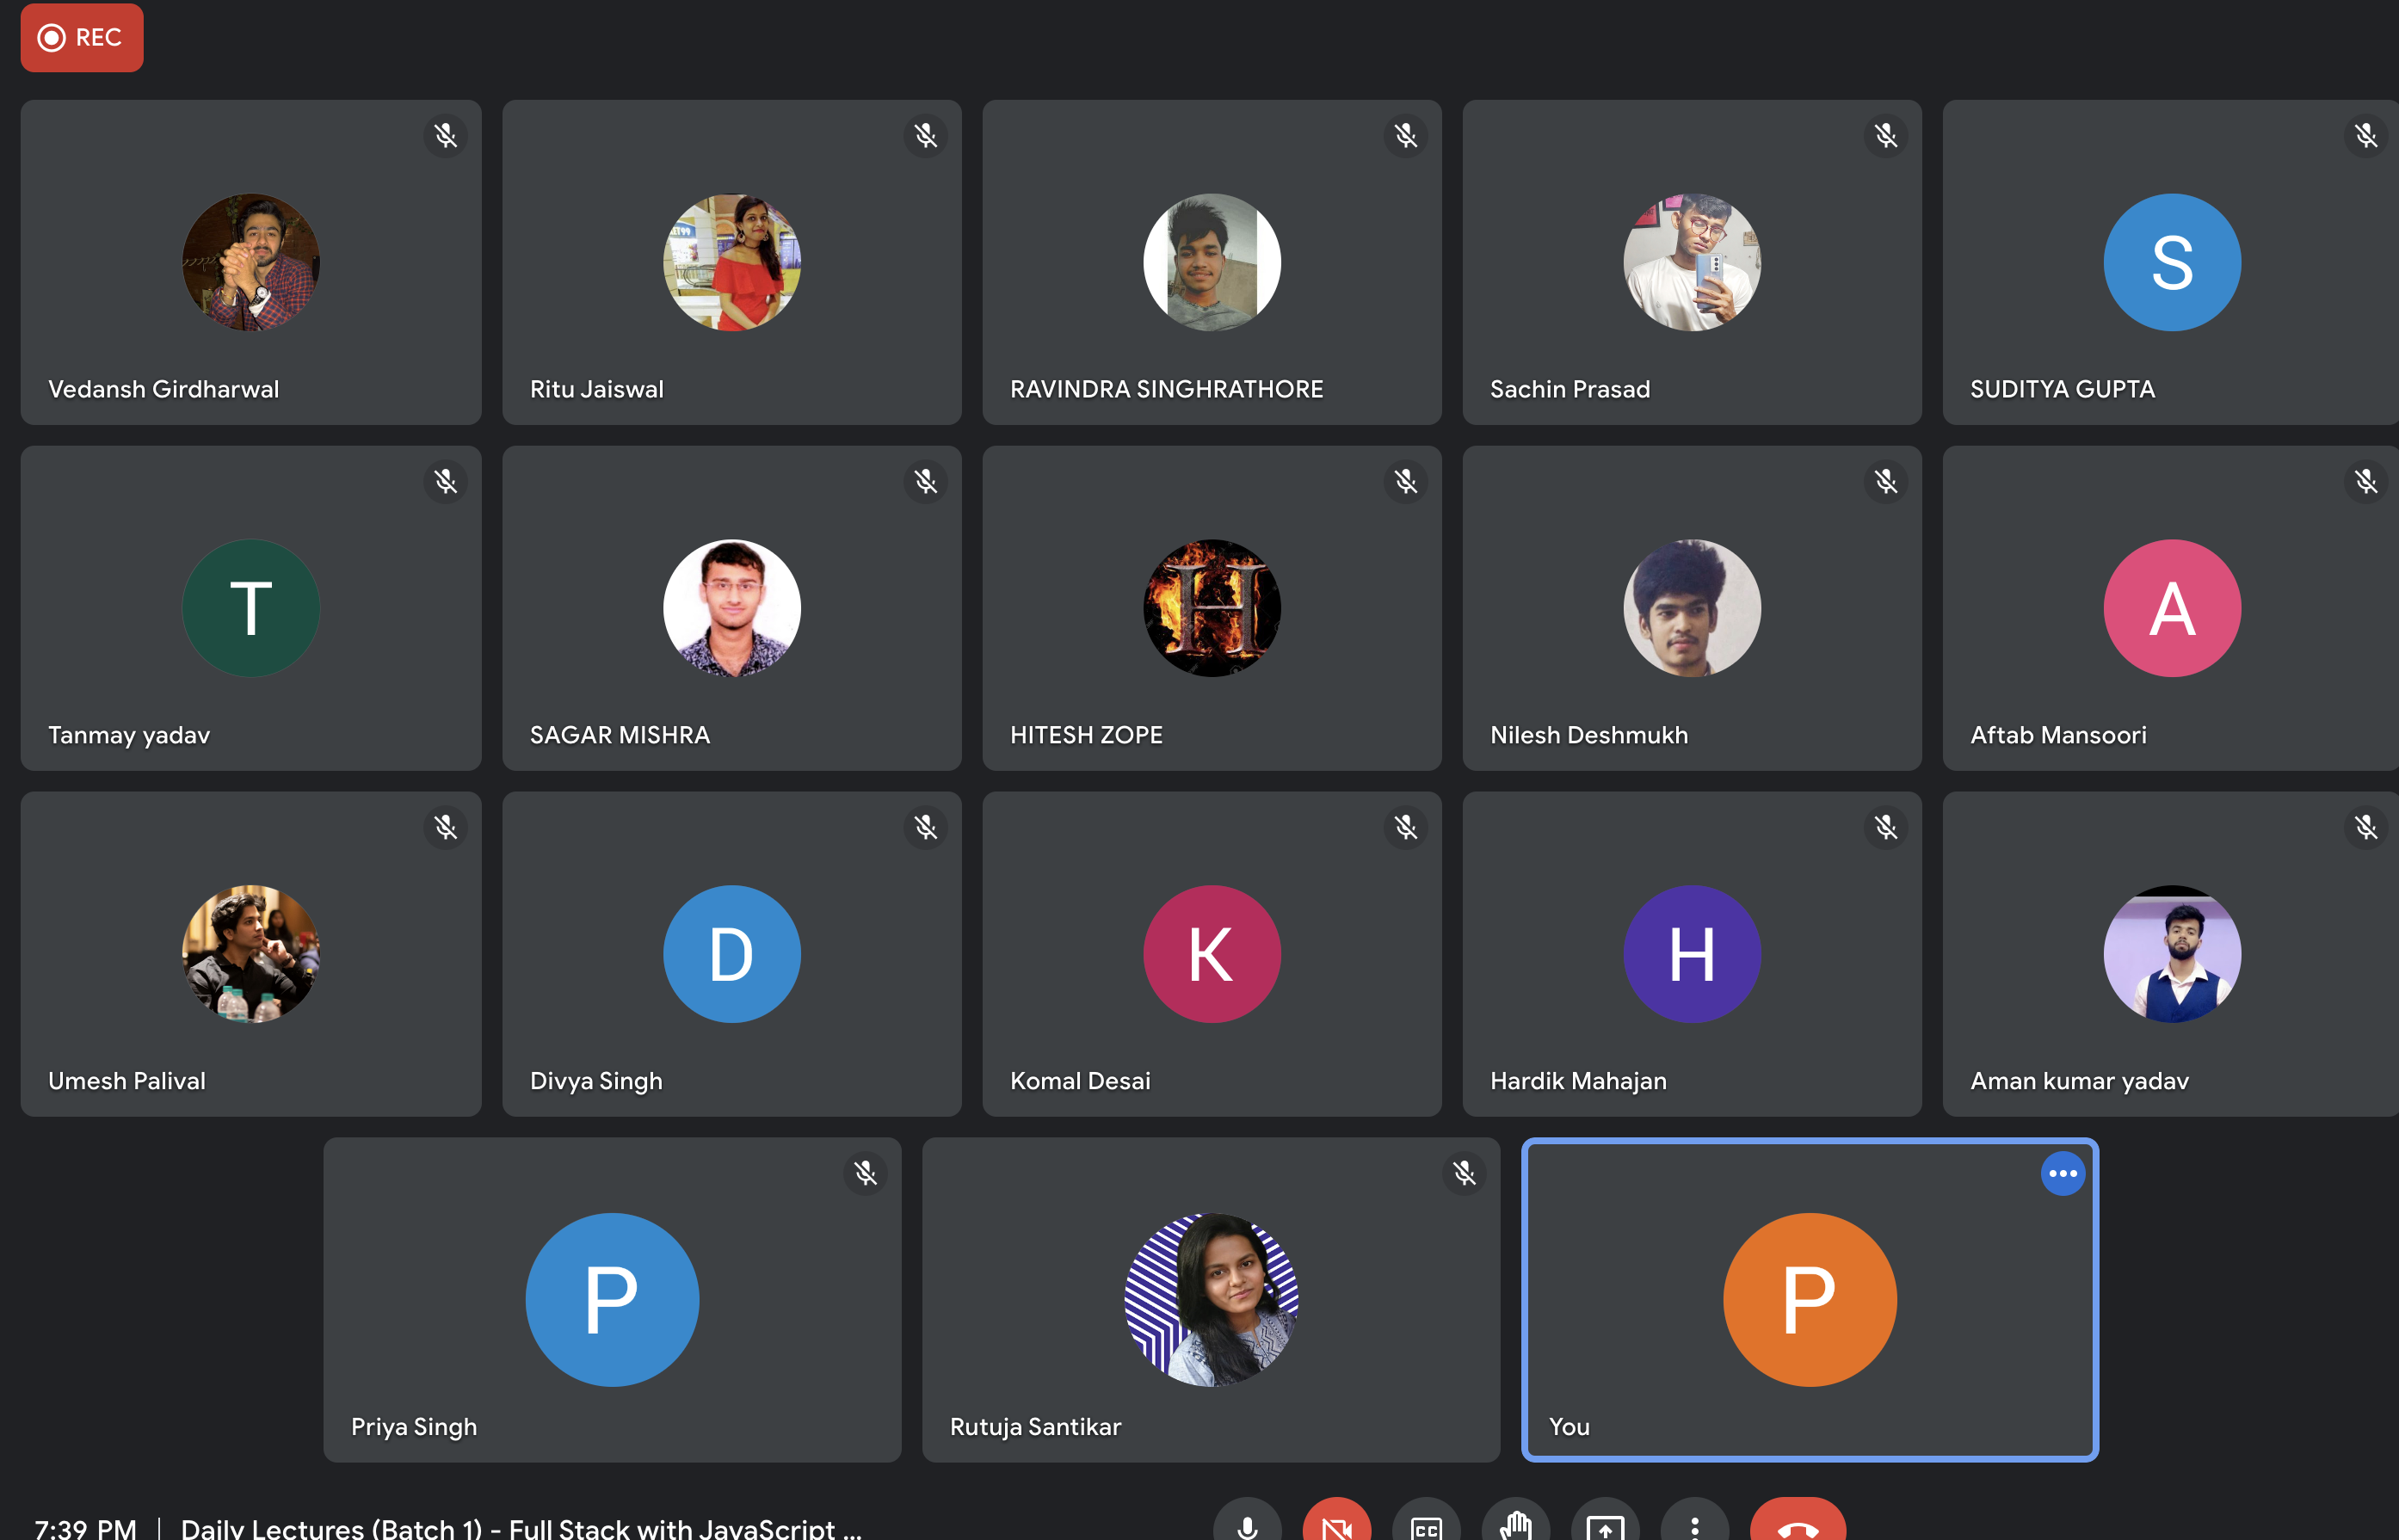 REC
Vedansh Girdharwal
Ritu Jaiswal
RAVINDRA SINGHRATHORE
Sachin Prasad
S
SUDITYA GUPTA
T
Tanmay yadav
SAGAR MISHRA
H
HITESH ZOPE
Nilesh Deshmukh
A
Aftab Mansoori
Umesh Palival
D
Divya Singh
K
Komal Desai
H
Hardik Mahajan
Aman kumar yadav
P
Priya Singh
Rutuja Santikar
P
You
7:39 PM | Daily Lectures (Batch 1) - Full Stack with JavaScript ...
CC